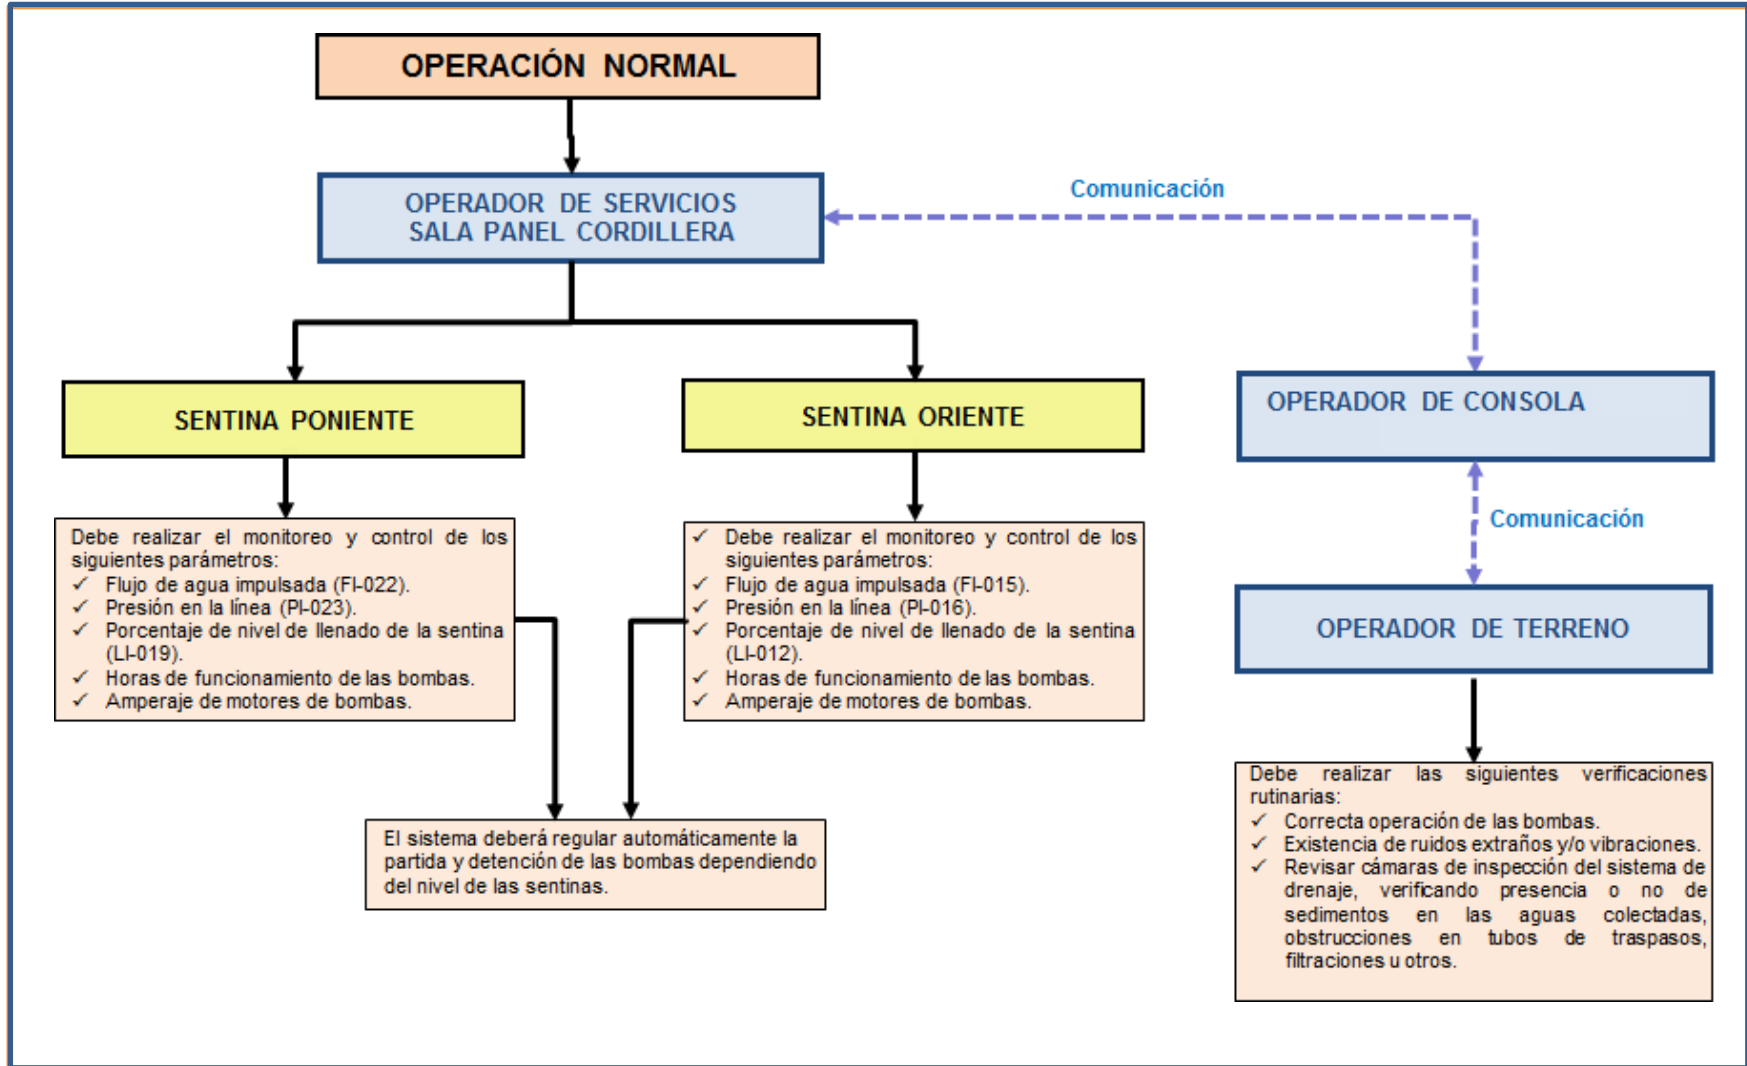 OPERACIÓN NORMAL
OPERADOR DE SERVICIOS
SALA PANEL CORDILLERA
Comunicación
SENTINA PONIENTE
SENTINA ORIENTE
OPERADOR DE CONSOLA
Debe realizar el monitoreo y control de los
siguientes parámetros:
✓ Flujo de agua impulsada (FI-022).
✓ Presión en la línea (PI-023).
✓ Porcentaje de nivel de llenado de la sentina
(LI-019).
✓ Horas de funcionamiento de las bombas.
✓ Amperaje de motores de bombas.
✓ Debe realizar el monitoreo y control de los
siguientes parámetros:
✓ Flujo de agua impulsada (FI-015).
✓ Presión en la línea (PI-016).
✓ Porcentaje de nivel de llenado de la sentina
(LI-012).
✓ Horas de funcionamiento de las bombas.
✓ Amperaje de motores de bombas.
Comunicación
OPERADOR DE TERRENO
El sistema deberá regular automáticamente la
partida y detención de las bombas dependiendo
del nivel de las sentinas.
Debe realizar las siguientes verificaciones
rutinarias:
✓ Correcta operación de las bombas.
✓ Existencia de ruidos extraños y/o vibraciones.
✓ Revisar cámaras de inspección del sistema de
drenaje, verificando presencia o no de
sedimentos en las aguas colectadas,
obstrucciones en tubos de traspasos,
filtraciones u otros.